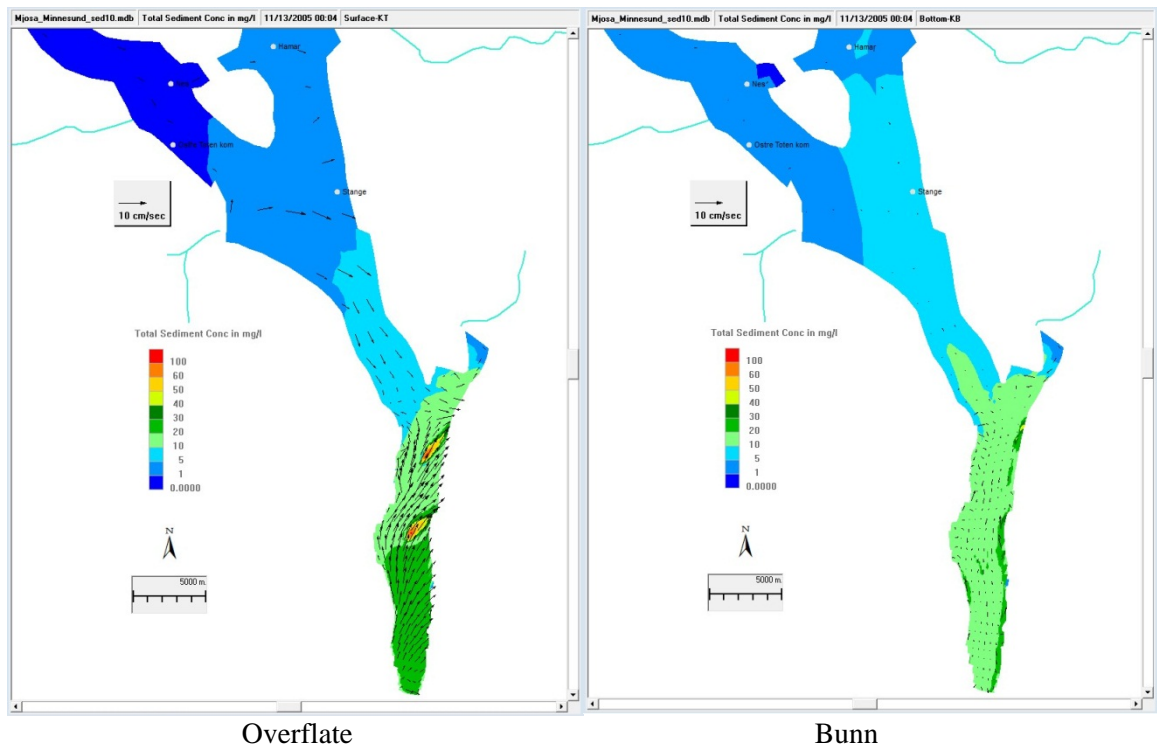 Mjosa_Minnesund_sed10.mdb Total Sediment Conc in mg/l 11/13/2005 00:04 Surface-KT
Hamar
Nes
Ostre Toten kom
Stange
10 cm/sec
Total Sediment Conc in mg/l
100
60
50
40
30
20
10
5
1
0.0000
N
5000 m.
Overflate
Mjosa_Minnesund_sed10.mdb Total Sediment Conc in mg/l 11/13/2005 00:04 Bottom-KB
Hamar
Nes
Ostre Toten kom
Stange
10 cm/sec
Total Sediment Conc in mg/l
100
60
50
40
30
20
10
5
1
0.0000
N
5000 m.
Bunn